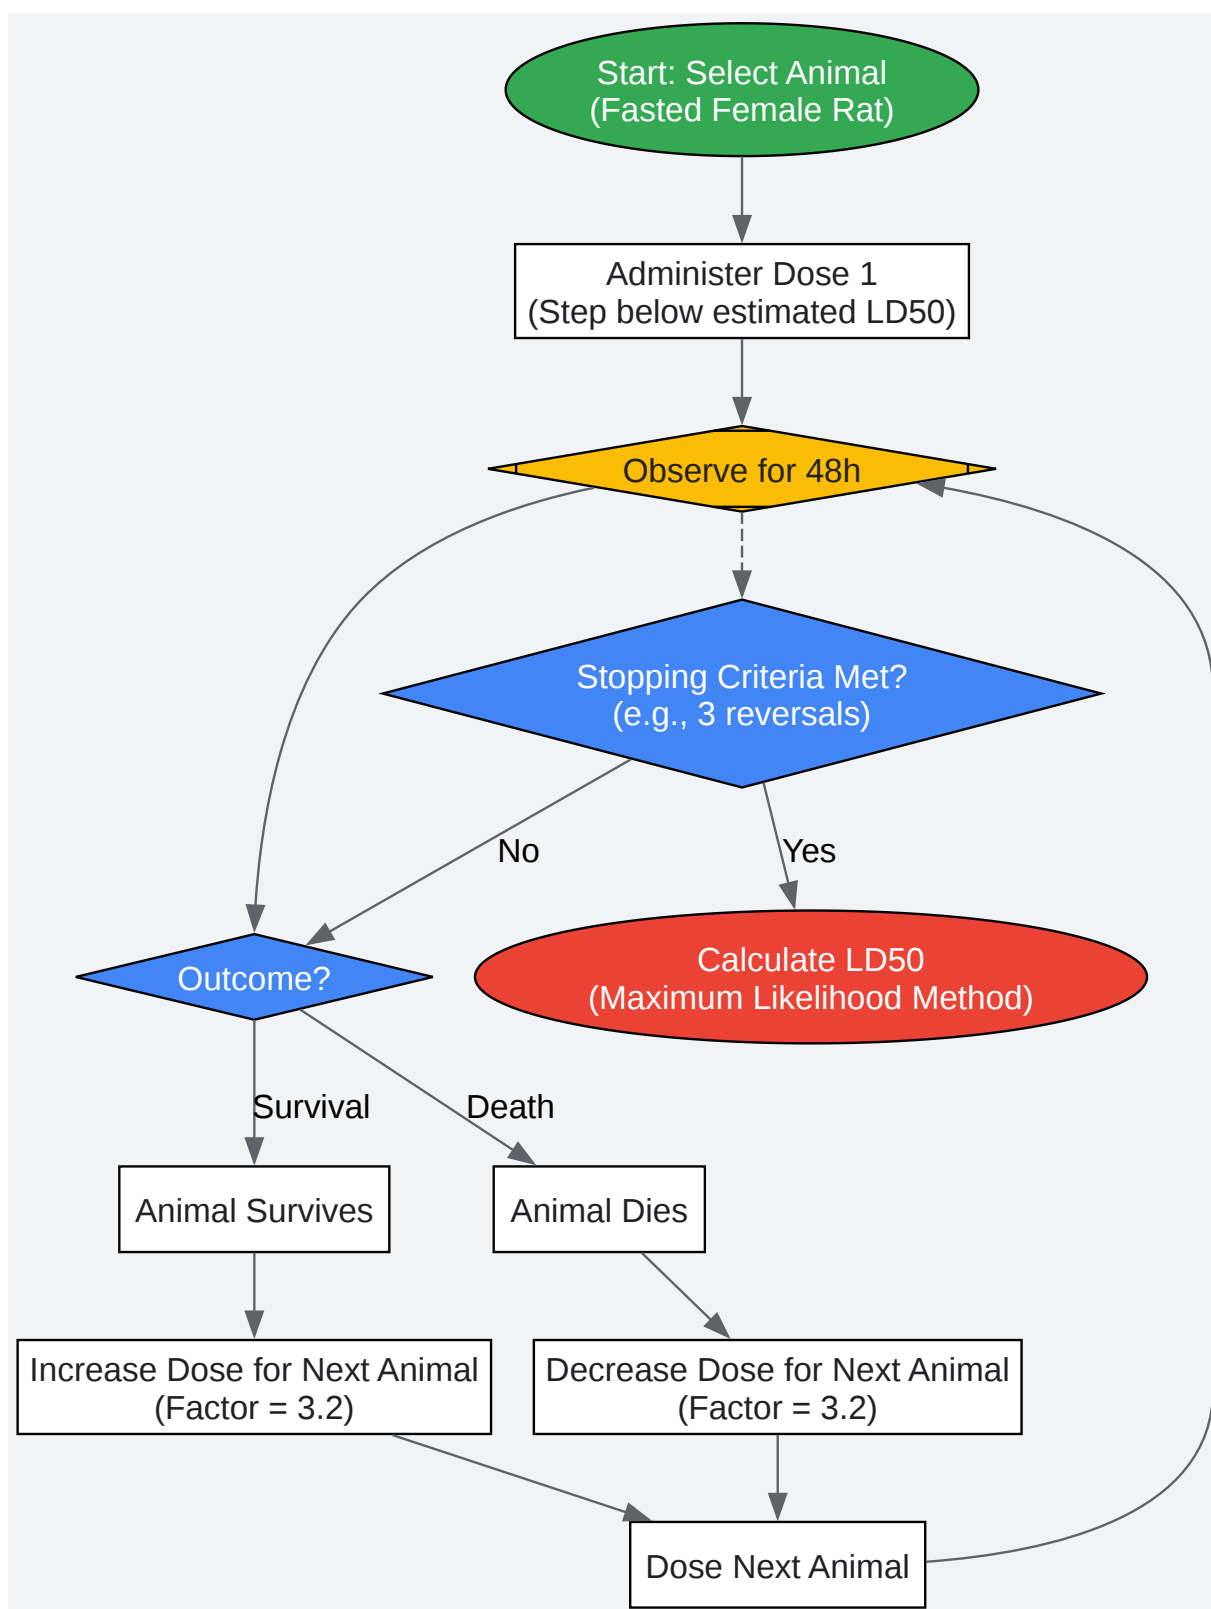 Start: Select Animal
(Fasted Female Rat)
Administer Dose 1
(Step below estimated LD50)
Observe for 48h
Stopping Criteria Met?
(e.g., 3 reversals)
No
Yes
Outcome?
Calculate LD50
(Maximum Likelihood Method)
Survival
Death
Animal Survives
Animal Dies
Increase Dose for Next Animal
(Factor = 3.2)
Decrease Dose for Next Animal
(Factor = 3.2)
Dose Next Animal